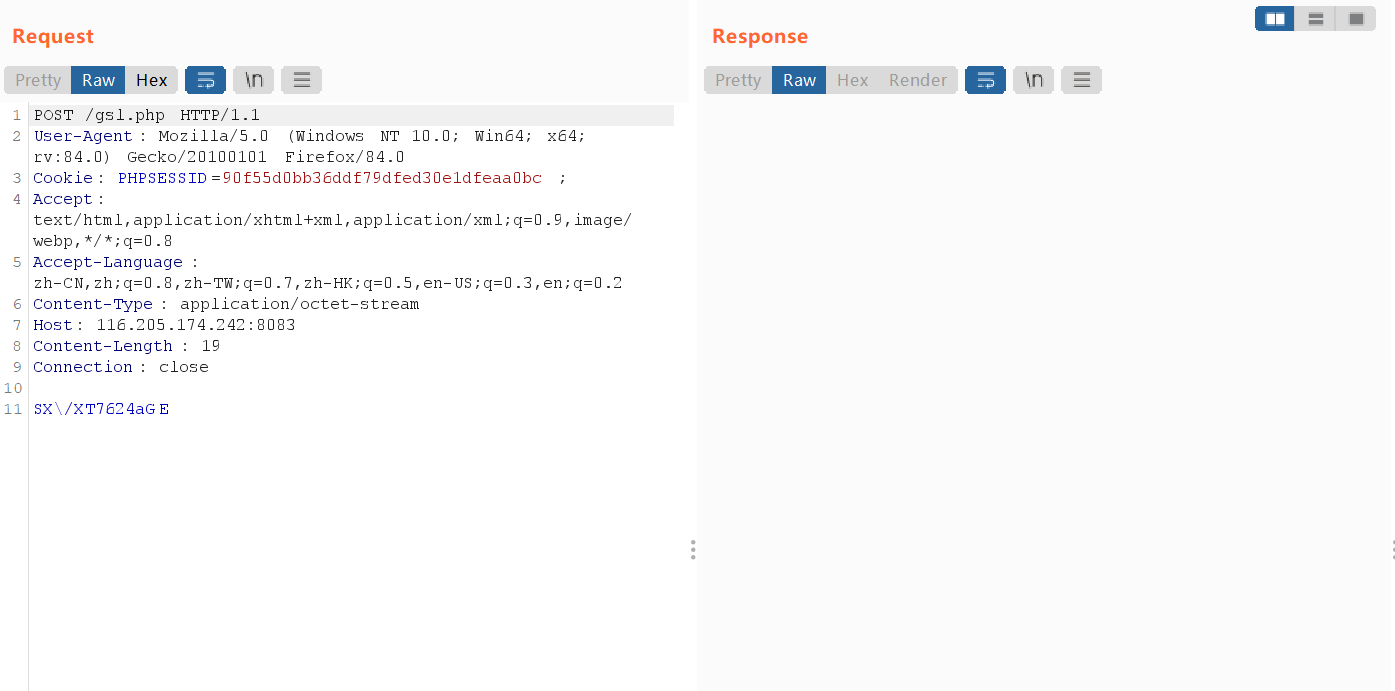 Request
Response
Pretty Raw Hex \n
Pretty Raw Hex Render \n
1 POST /gsl.php HTTP/1.1
2 User-Agent: Mozilla/5.0 (Windows NT 10.0; Win64; x64;
rv:84.0) Gecko/20100101 Firefox/84.0
3 Cookie: PHPSESSID=90f55d0bb36ddf79dfed30e1dfeaa0bc ;
4 Accept:
text/html,application/xhtml+xml,application/xml;q=0.9,image/
webp,*/*;q=0.8
5 Accept-Language:
zh-CN,zh;q=0.8,zh-TW;q=0.7,zh-HK;q=0.5,en-US;q=0.3,en;q=0.2
6 Content-Type: application/octet-stream
7 Host: 116.205.174.242:8083
8 Content-Length: 19
9 Connection: close
10
11 SX\/XT7624aGE